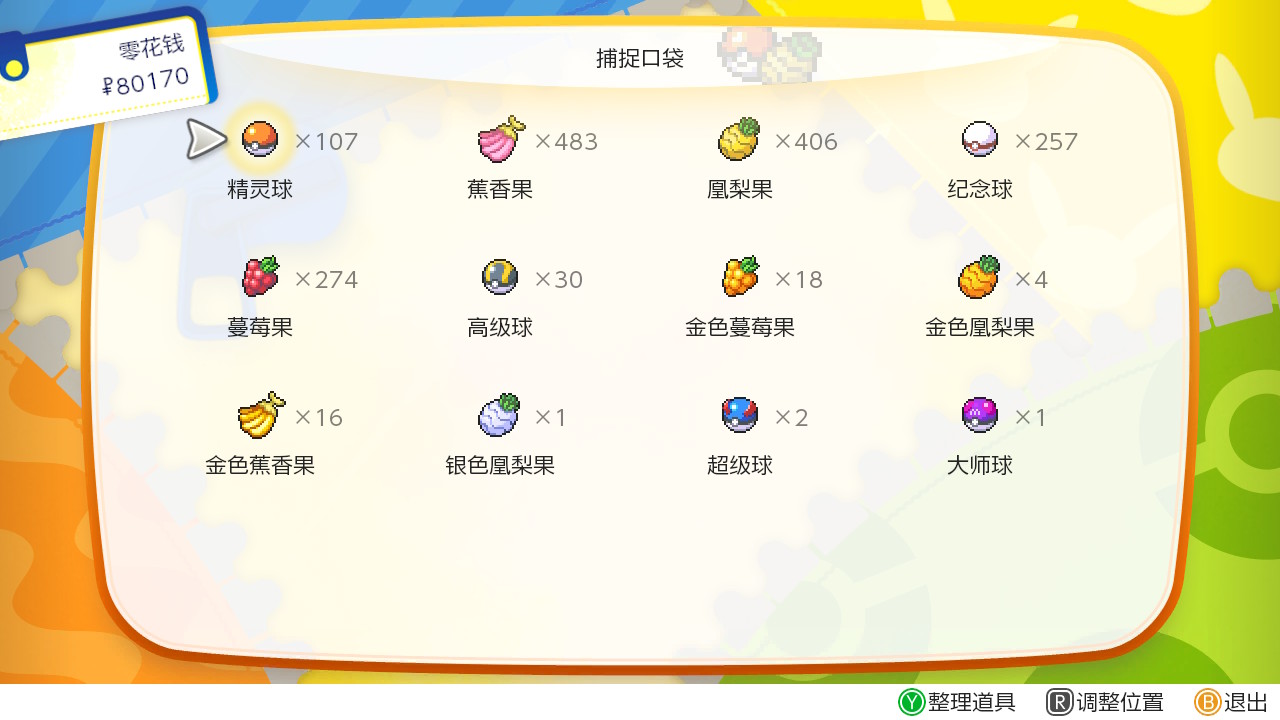 零花钱
₽80170
捕捉口袋
×107 ×483 ×406 ×257
精灵球 蕉香果 凰梨果 纪念球
×274 ×30 ×18 ×4
蔓莓果 高级球 金色蔓莓果 金色凰梨果
×16 ×1 ×2 ×1
金色蕉香果 银色凰梨果 超级球 大师球
Y 整理道具 R 调整位置 B 退出